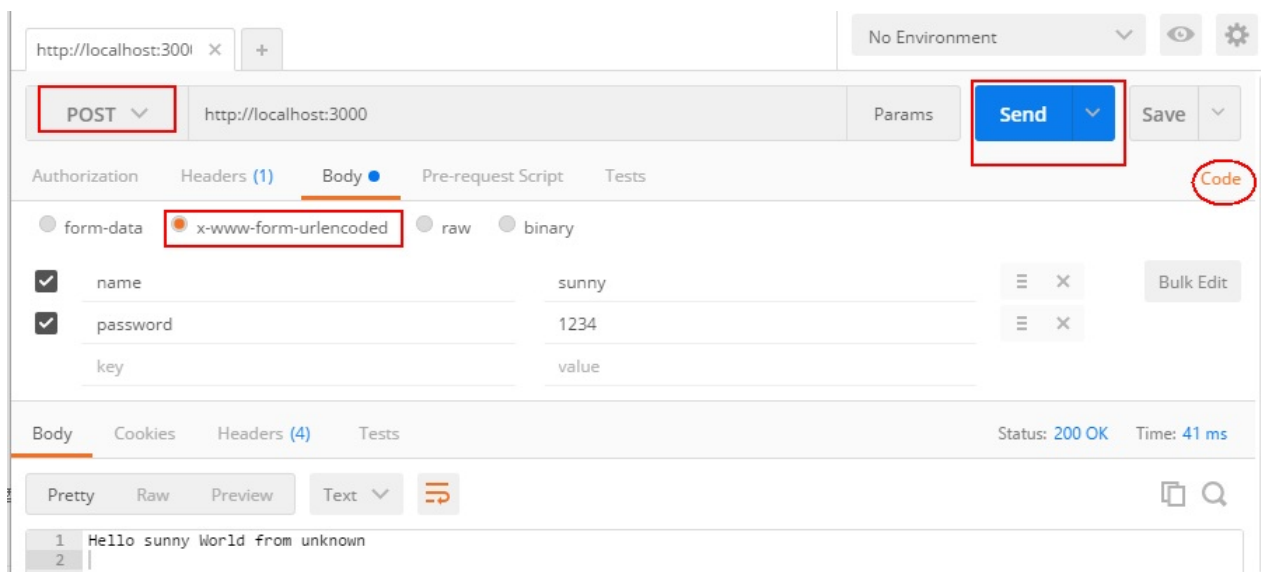 http://localhost:300
No Environment
POST http://localhost:3000 Params Send Save
Authorization Headers (1) Body Pre-request Script Tests Code
form-data x-www-form-urlencoded raw binary
name sunny Bulk Edit
password 1234
key value
Body Cookies Headers (4) Tests Status: 200 OK Time: 41 ms
Pretty Raw Preview Text
1 Hello sunny World from unknown
2